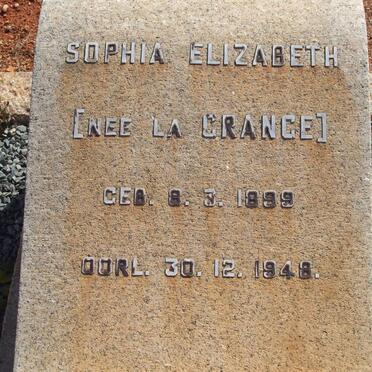 SOPHIA ELIZABETH
[NEE LA GRANGE]
GEB. 8. 3. 1899
OORL. 30. 12. 1948.